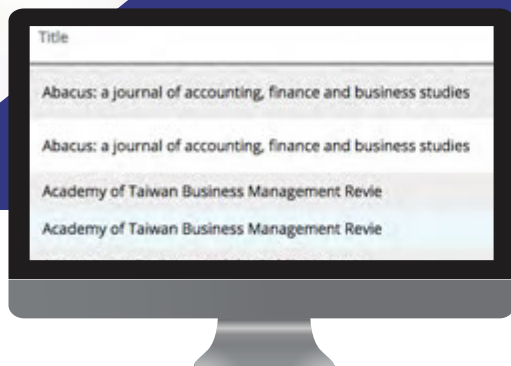 Title
Abacus: a journal of accounting, finance and business studies
Abacus: a journal of accounting, finance and business studies
Academy of Taiwan Business Management Revie
Academy of Taiwan Business Management Revie